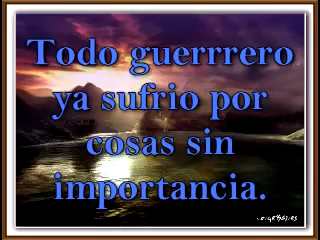 Todo guerrrero
ya sufrio por
cosas sin
importancia.